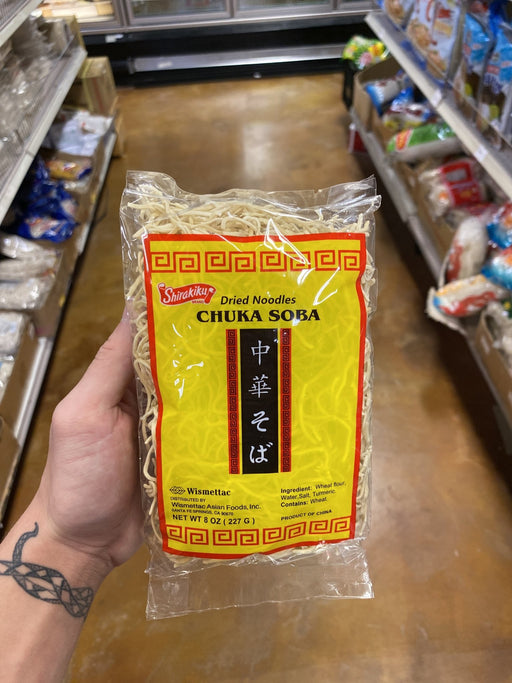 Shirakiku
BRAND
Dried Noodles
CHUKA SOBA
中華そば
Wismettac
DISTRIBUTED BY
Wismettac Asian Foods, Inc.
SANTA FE SPRINGS, CA 90670
NET WT 8 OZ ( 227 G )
Ingredient: Wheat flour,
Water, Salt, Turmeric
Contains: Wheat.
PRODUCT OF CHINA